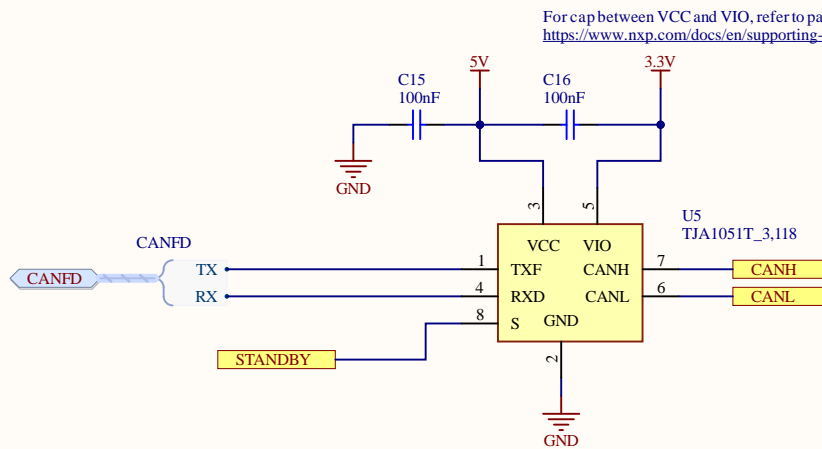 For cap between VCC and VIO, refer to pa
https://www.nxp.com/docs/en/supporting-
5V
3.3V
C15
100nF
C16
100nF
GND
3
5
U5
TJA1051T_3,118
CANFD
VCC
VIO
CANFD
TX
1
TXF
CANH
7
CANH
RX
4
RXD
CANL
6
CANL
8
S
GND
STANDBY
2
GND